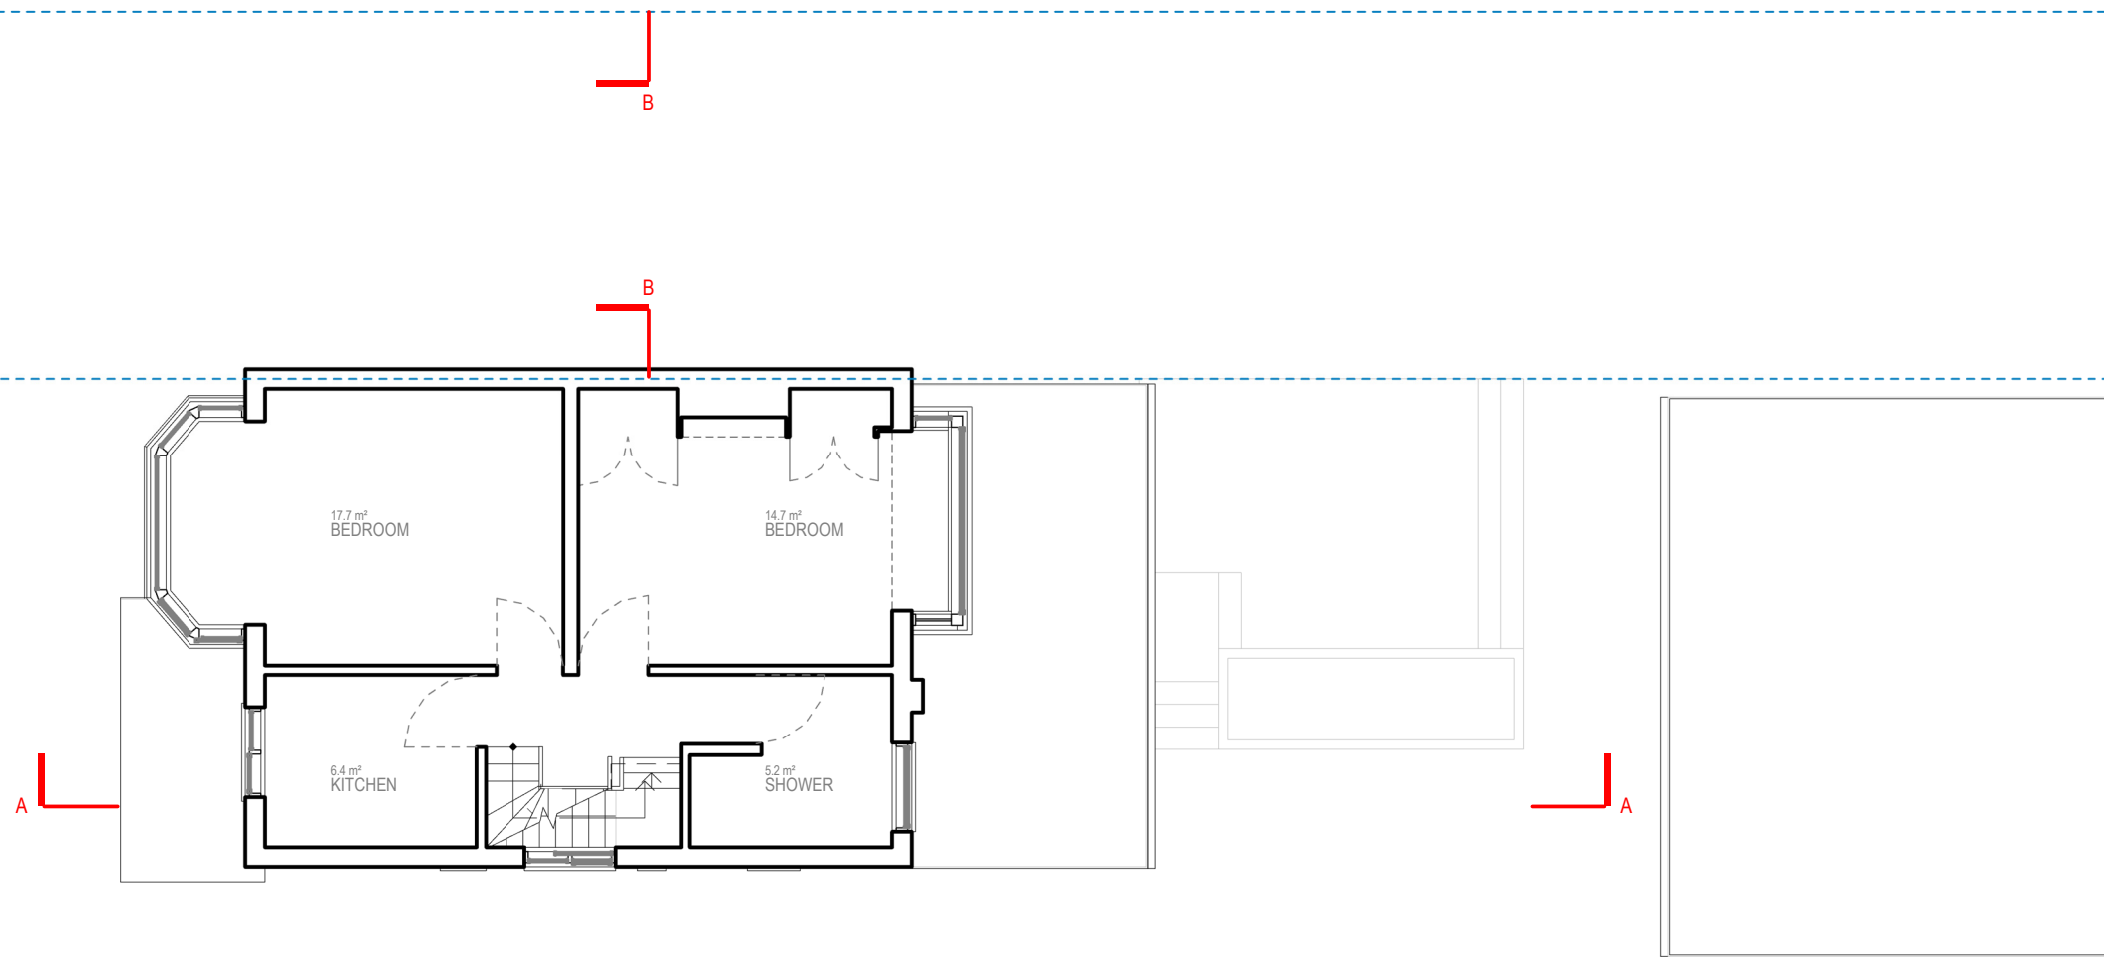 B
B
17.7 m²
BEDROOM
14.7 m²
BEDROOM
6.4 m²
KITCHEN
5.2 m²
SHOWER
A
A